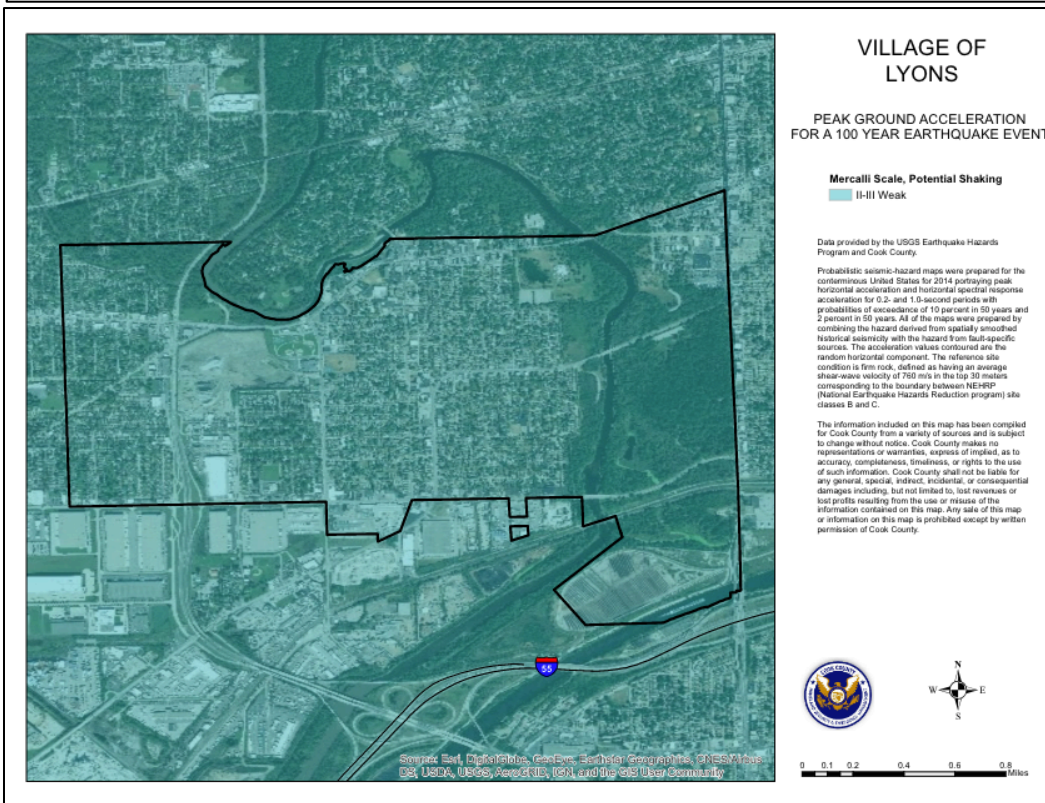 VILLAGE OF
LYONS
PEAK GROUND ACCELERATION
FOR A 100 YEAR EARTHQUAKE EVENT
Mercalli Scale, Potential Shaking
II-III Weak
Data provided by the USGS Earthquake Hazards
Program and Cook County.
Probabilistic seismic-hazard maps were prepared for the
conterminous United States for 2014 portraying peak
horizontal acceleration and horizontal spectral response
acceleration for 0.2- and 1.0-second periods with
probabilities of exceedance of 10 percent in 50 years and
2 percent in 50 years. All of the maps were prepared by
combining the hazard derived from spatially smoothed
historical seismicity with the hazard from fault-specific
sources. The acceleration values contoured are the
random horizontal component. The reference site
condition is firm rock, defined as having an average
shear-wave velocity of 760 m/s in the top 30 meters
corresponding to the boundary between NEHRP
(National Earthquake Hazards Reduction program) site
classes B and C.
The information included on this map has been compiled
for Cook County from a variety of sources and is subject
to change without notice. Cook County makes no
representations or warranties, express of implied, as to
accuracy, completeness, timeliness, or rights to the use
of such information. Cook County shall not be liable for
any general, special, indirect, incidental, or consequential
damages including, but not limited to, lost revenues or
lost profits resulting from the use or misuse of the
information contained on this map. Any sale of this map
or information on this map is prohibited except by written
permission of Cook County.
55
Source: Esri, DigitalGlobe, GeoEye, Earthstar Geographics, CNES/Airbus
DS, USDA, USGS, AeroGRID, IGN, and the GIS User Community
COOK COUNTY
N
W E
S
0 0.1 0.2 0.4 0.6 0.8
Miles